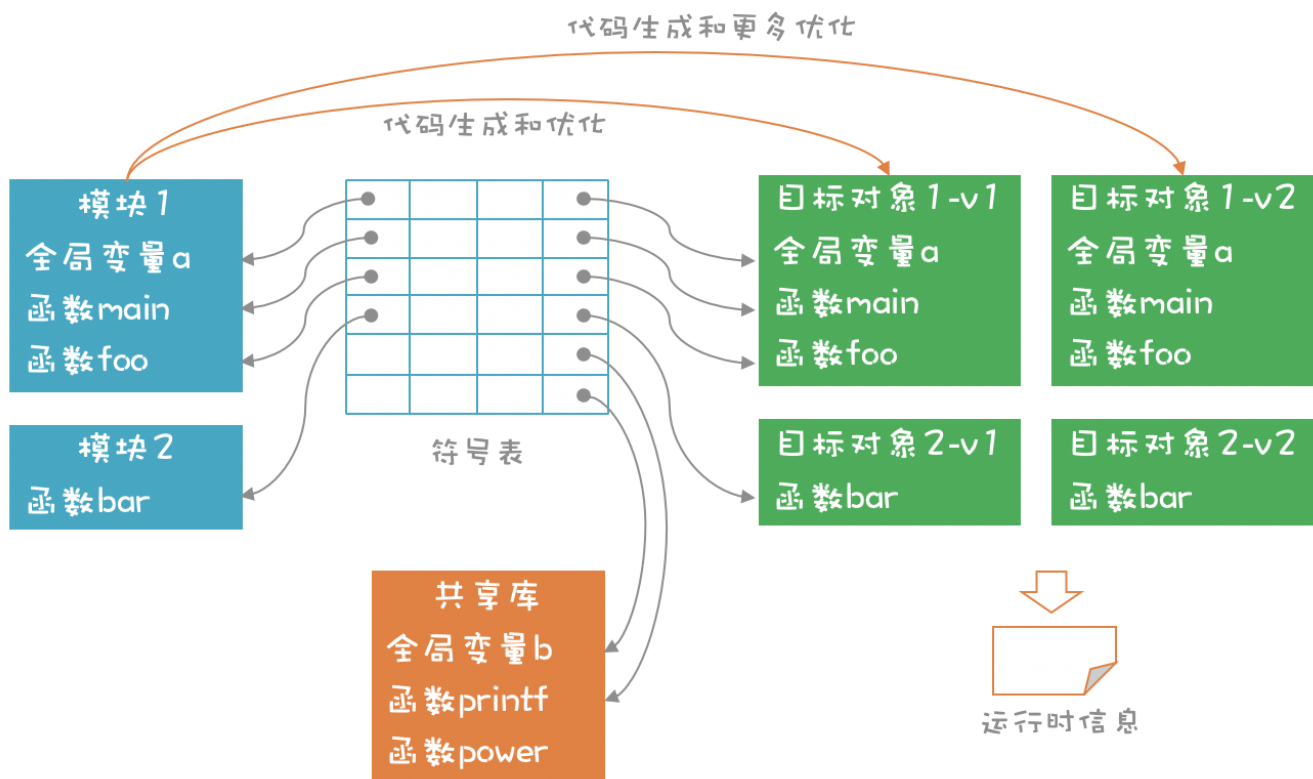 代码生成和更多优化
代码生成和优化
模块1
全局变量a
函数main
函数foo
模块2
函数bar
符号表
共享库
全局变量b
函数printf
函数power
目标对象1-v1
全局变量a
函数main
函数foo
目标对象2-v1
函数bar
目标对象1-v2
全局变量a
函数main
函数foo
目标对象2-v2
函数bar
运行时信息